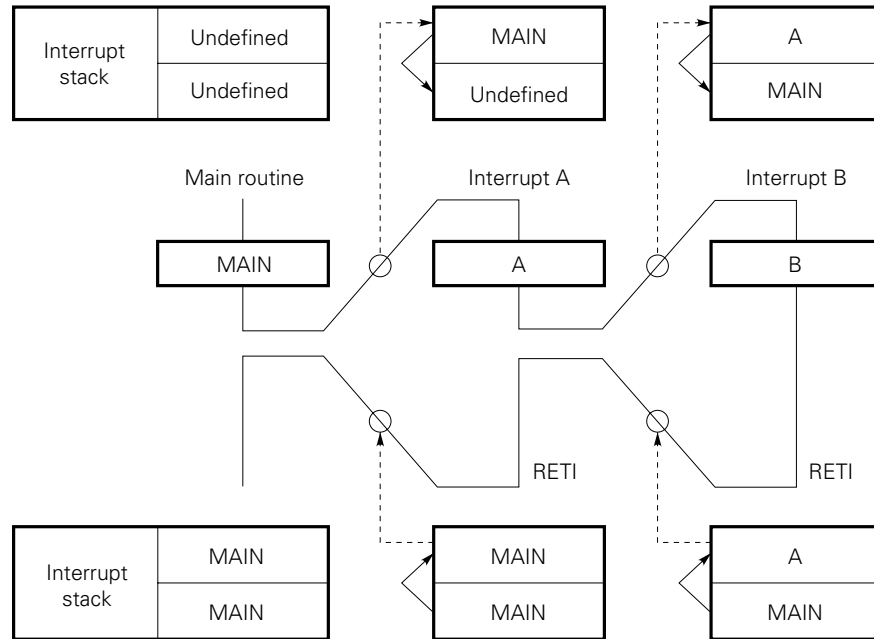 Interrupt
stack
Undefined
Undefined
MAIN
Undefined
A
MAIN
Main routine
Interrupt A
Interrupt B
MAIN
A
B
RETI
RETI
Interrupt
stack
MAIN
MAIN
MAIN
MAIN
A
MAIN